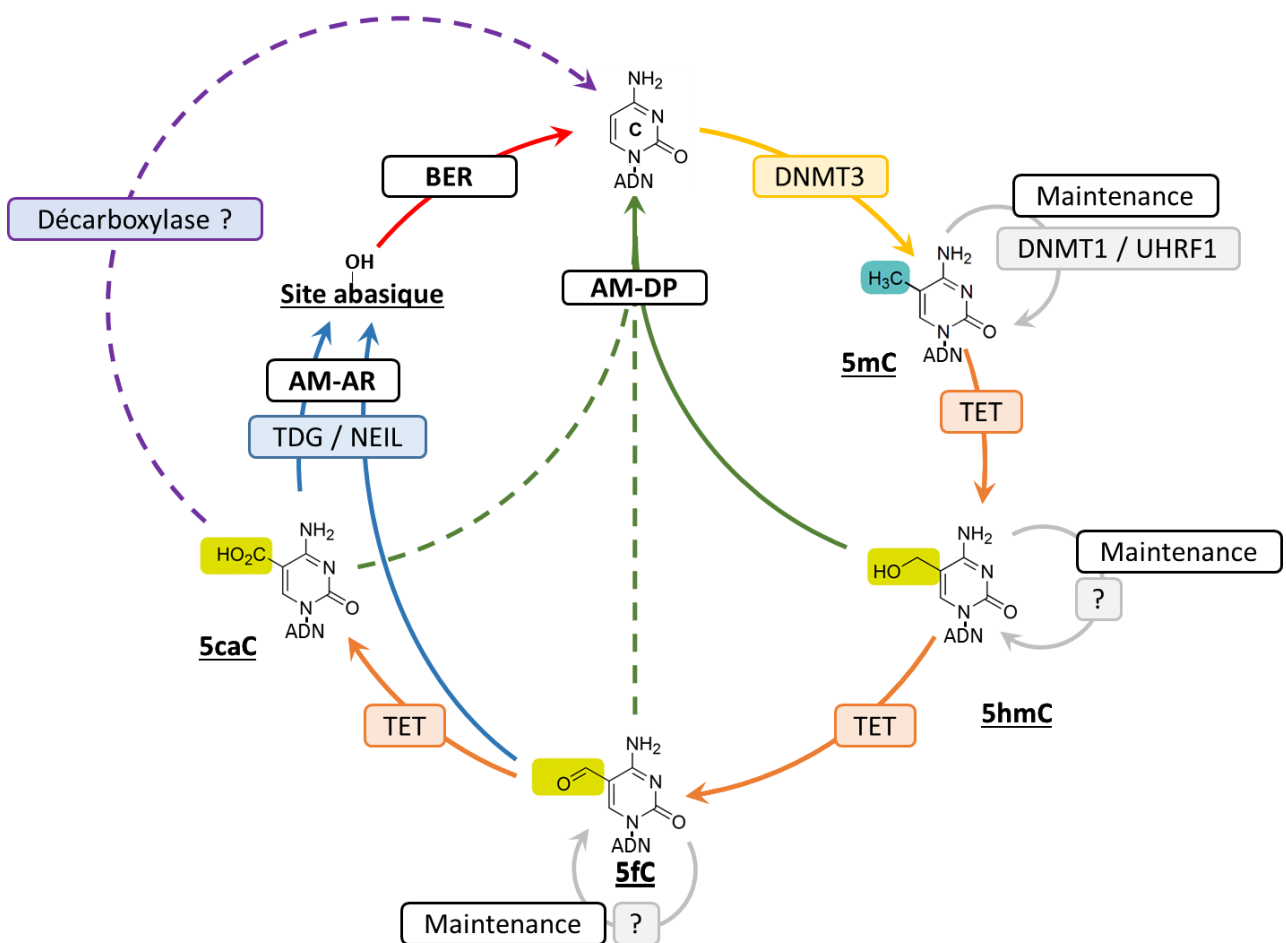 NH₂
N
C
N
O
ADN
BER
DNMT3
Maintenance
DNMT1 / UHRF1
Décarboxylase ?
OH
Site abasique
AM-DP
NH₂
H₃C
N
N
O
ADN
5mC
AM-AR
TDG / NEIL
TET
NH₂
HO₂C
N
N
O
ADN
5caC
NH₂
HO
N
N
O
ADN
5hmC
Maintenance
?
TET
TET
NH₂
O
N
N
O
ADN
5fC
Maintenance
?